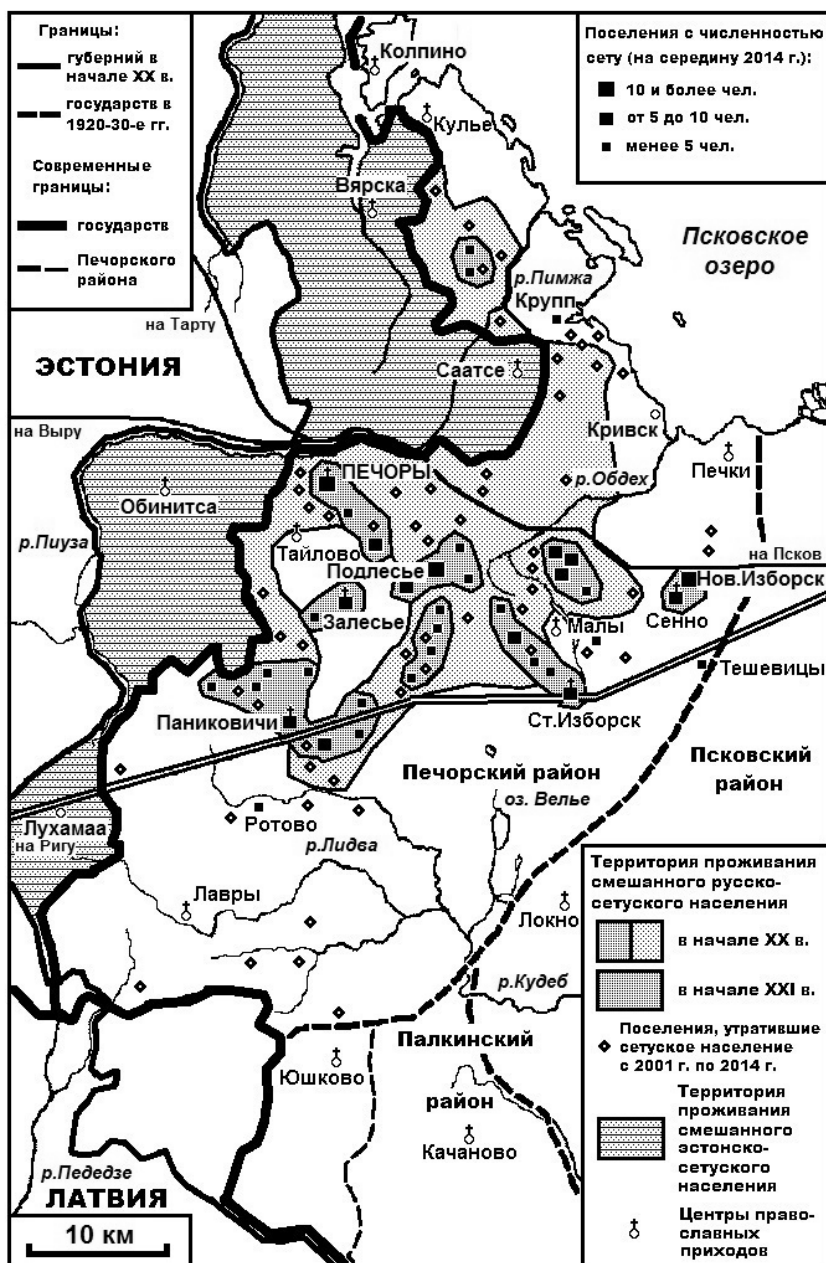 Границы:
губерний в
начале XX в.
государств в
1920-30-е гг.
Современные
границы:
государств
Печорского
района
Поселения с численностью
сету (на середину 2014 г.):
10 и более чел.
от 5 до 10 чел.
менее 5 чел.
Колпино
Кулье
Вярска
Псковское
озеро
р.Пимжа
Крупп
на Тарту
ЭСТОНИЯ
Саатсе
Кривск
на Выру
Печки
ПЕЧОРЫ
р.Обдех
Обинитса
р.Пиуза
Тайлово
на Псков
Подлесье
Нов.Изборск
Залесье
Малы
Сенно
Тешевицы
Паниковичи
Ст.Изборск
Печорский район
Псковский
район
оз. Велье
Ротово
Лухамаа
на Ригу
р.Лидва
Лавры
Локно
р.Кудеб
Палкинский
район
Юшково
Качаново
р.Педедзе
ЛАТВИЯ
10 км
Территория проживания
смешанного русско-
сетуского населения
в начале XX в.
в начале XXI в.
Поселения, утратившие
сетуское население
с 2001 г. по 2014 г.
Территория
проживания
смешанного
эстонско-
сетуского
населения
Центры право-
славных
приходов